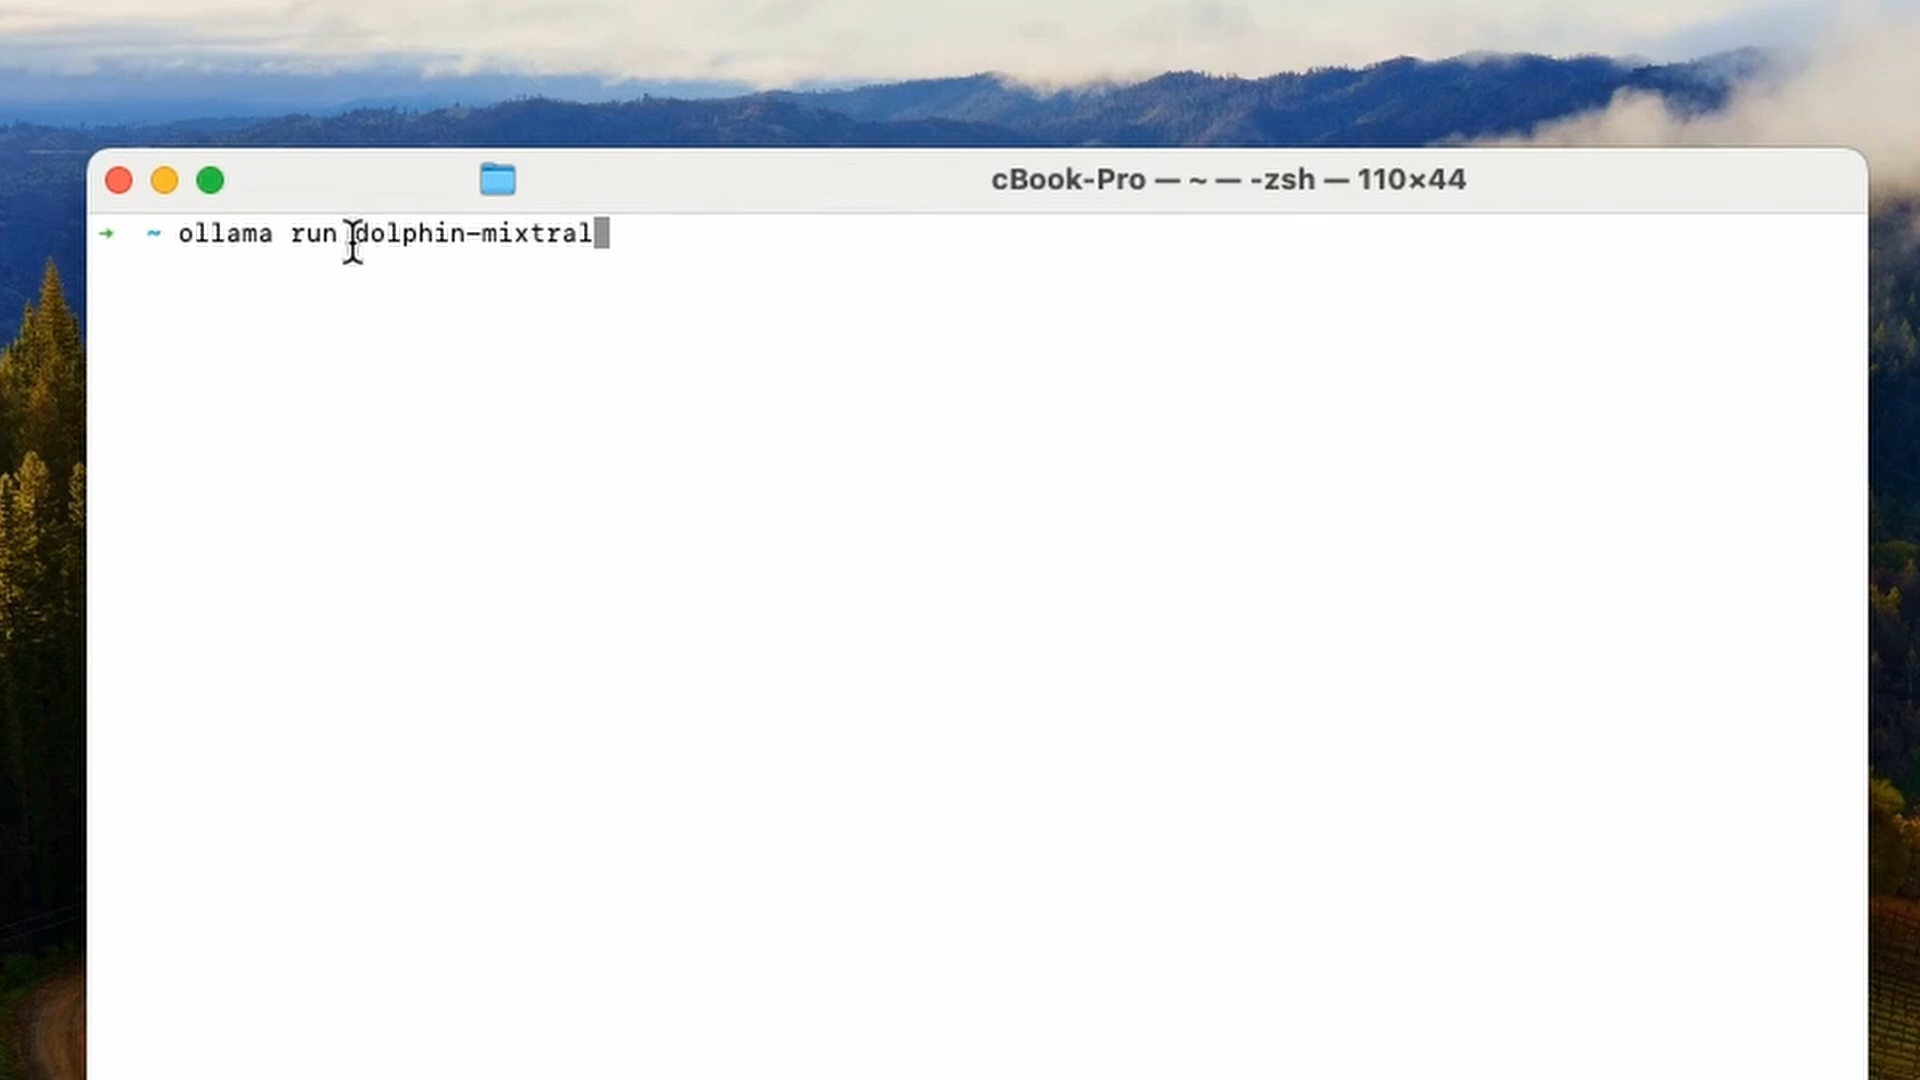 cBook-Pro — ~ — -zsh — 110×44
➜ ~ ollama run dolphin-mixtral